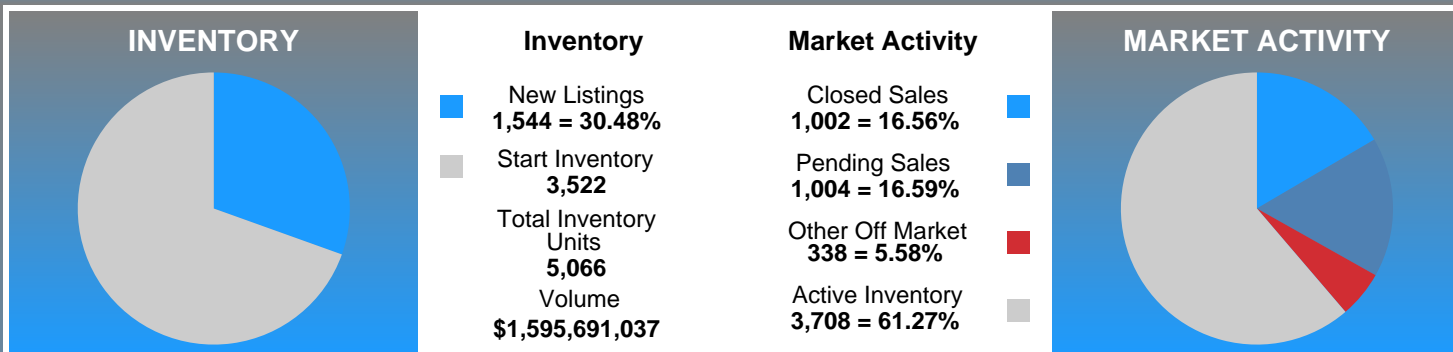 INVENTORY
Inventory
New Listings
1,544 = 30.48%
Start Inventory
3,522
Total Inventory
Units
5,066
Volume
$1,595,691,037
Market Activity
Closed Sales
1,002 = 16.56%
Pending Sales
1,004 = 16.59%
Other Off Market
338 = 5.58%
Active Inventory
3,708 = 61.27%
MARKET ACTIVITY